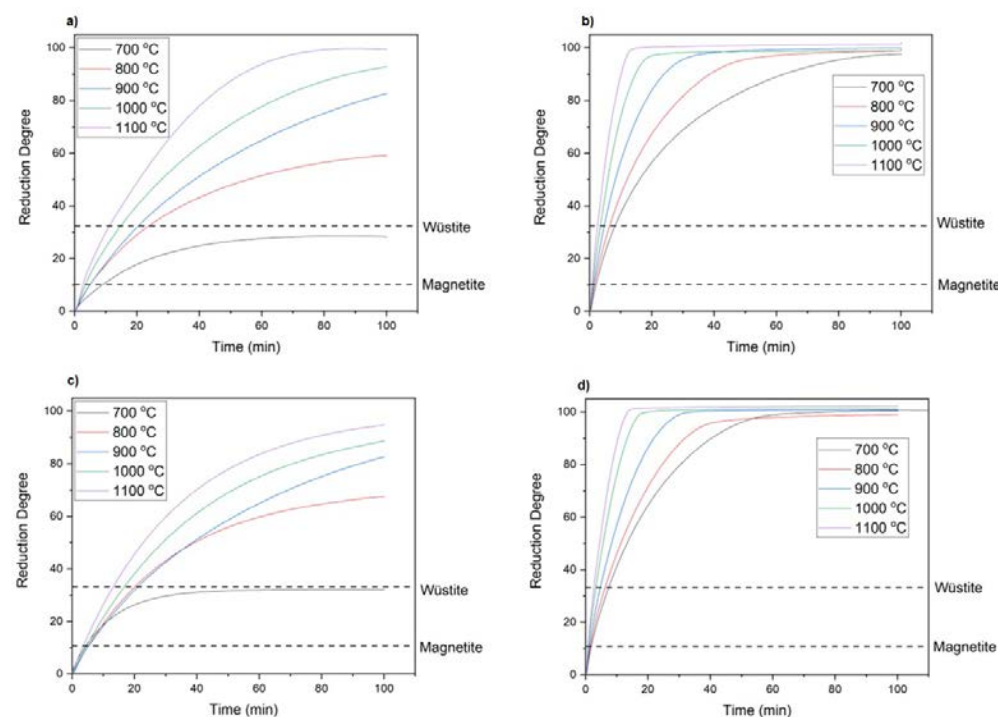 a)
100
80
60
40
20
0
Reduction Degree
700 °C
800 °C
900 °C
1000 °C
1100 °C
Wüstite
Magnetite
0 20 40 60 80 100
Time (min)
b)
100
80
60
40
20
0
Reduction Degree
700 °C
800 °C
900 °C
1000 °C
1100 °C
Wüstite
Magnetite
0 20 40 60 80 100
Time (min)
c)
100
80
60
40
20
0
Reduction Degree
700 °C
800 °C
900 °C
1000 °C
1100 °C
Wüstite
Magnetite
0 20 40 60 80 100
Time (min)
d)
100
80
60
40
20
0
Reduction Degree
700 °C
800 °C
900 °C
1000 °C
1100 °C
Wüstite
Magnetite
0 20 40 60 80 100
Time (min)